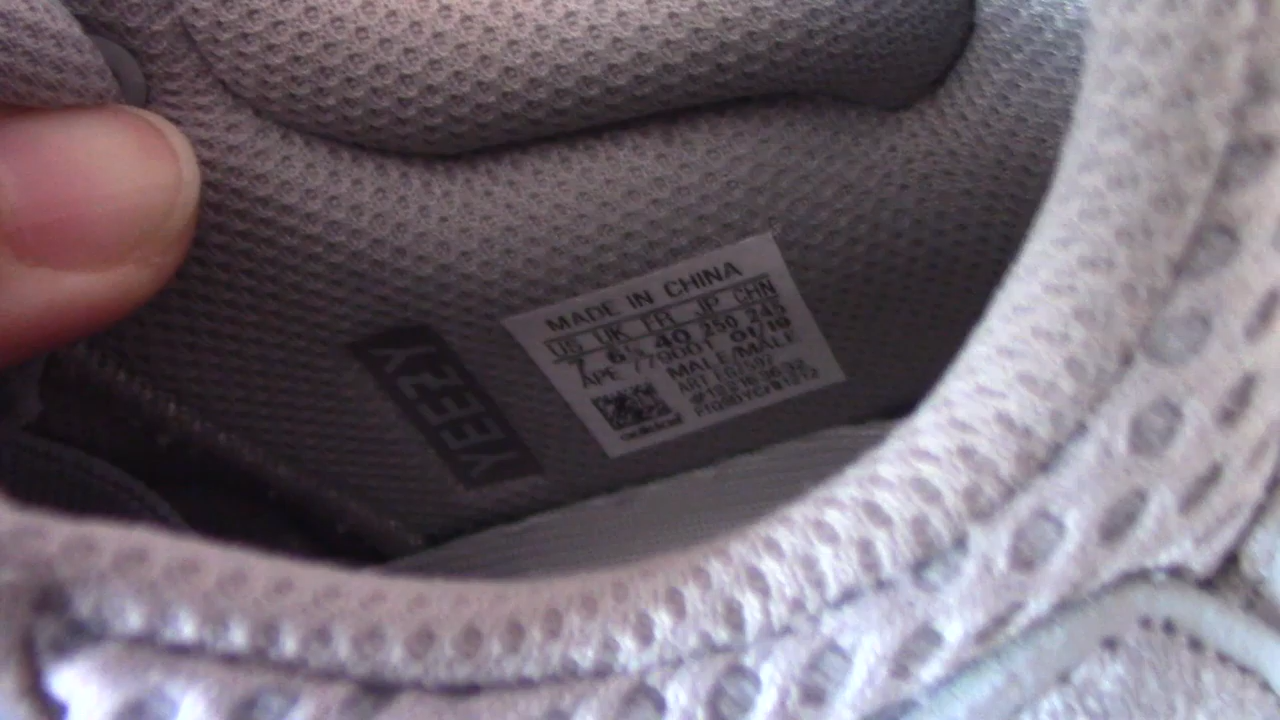 YEEZY
MADE IN CHINA
US UK FR JP CHN
7 6½ 40 250 245
APE 779001 01/19
MALE/MALE
adidas